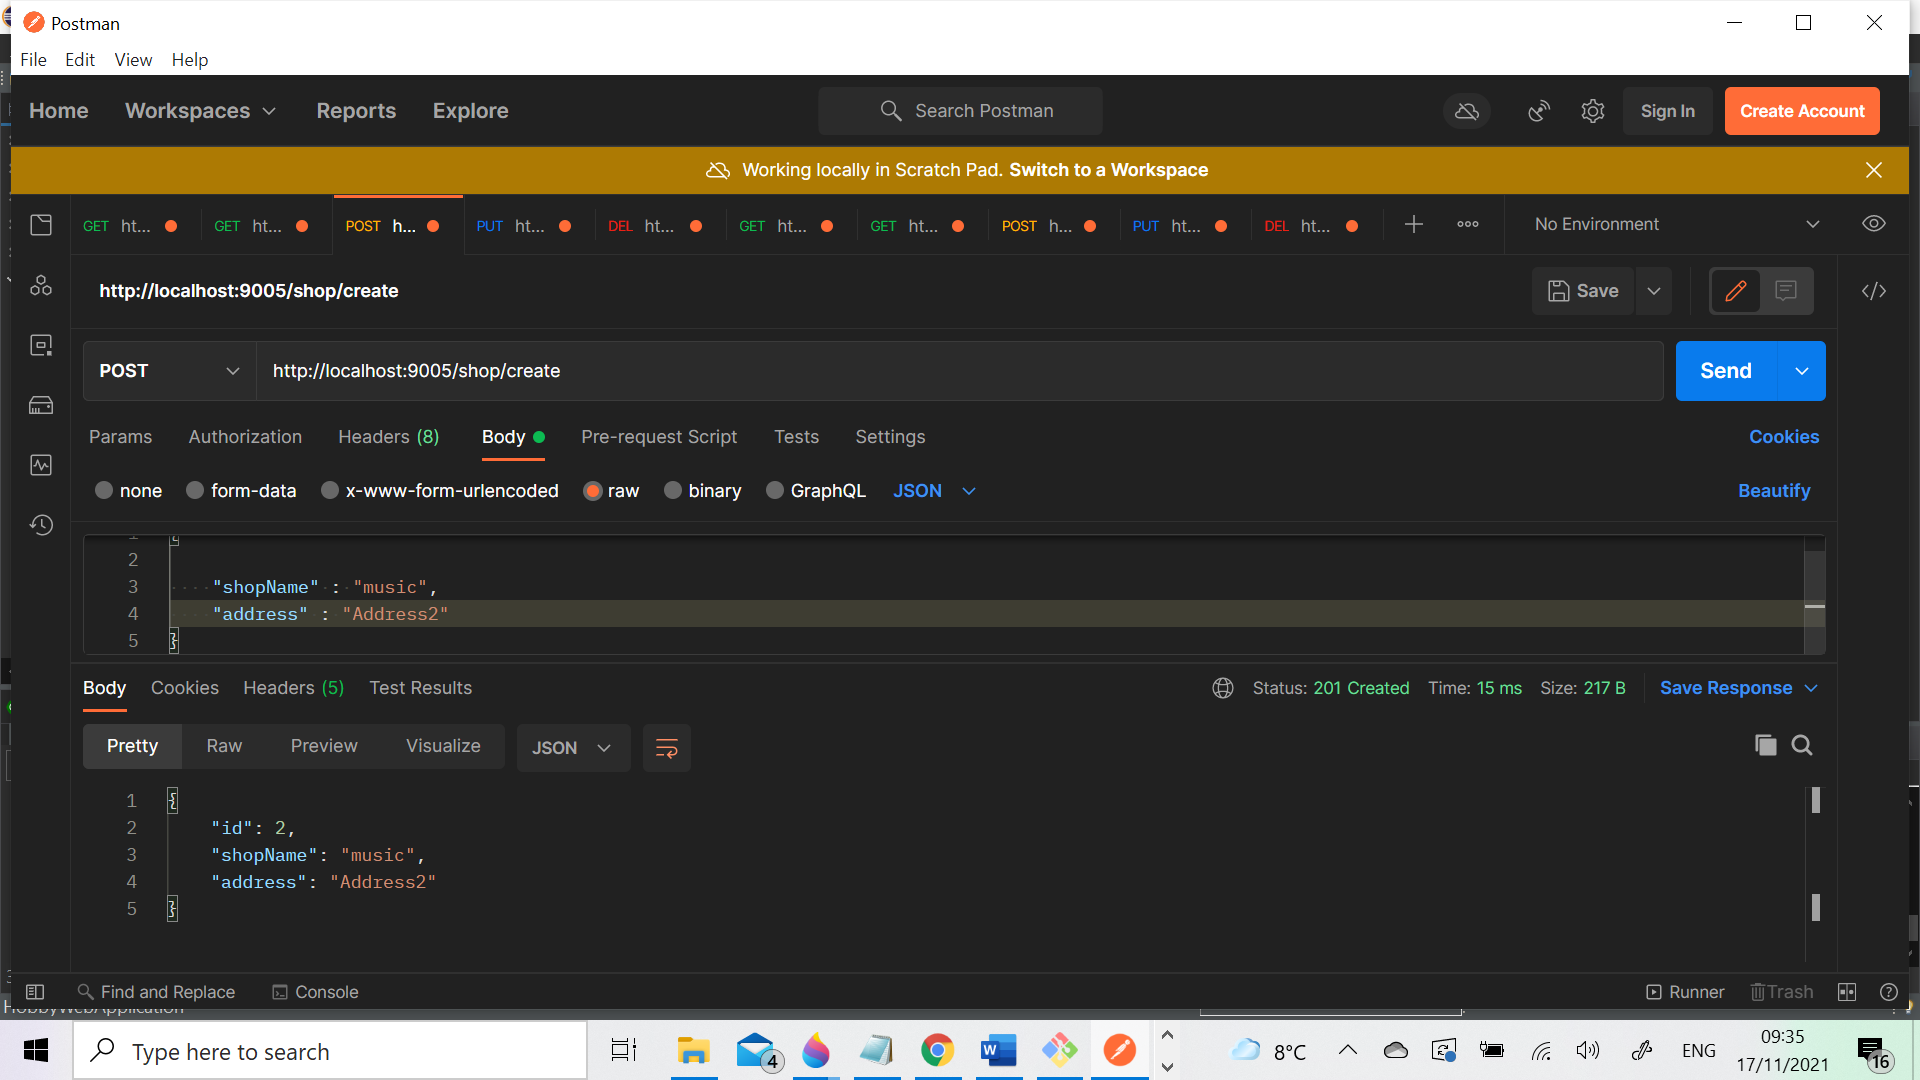 Postman
File Edit View Help
Home Workspaces Reports Explore Search Postman Sign In Create Account
Working locally in Scratch Pad. Switch to a Workspace
GET ht... GET ht... POST h... PUT ht... DEL ht... GET ht... GET ht... POST h... PUT ht... DEL ht... No Environment
http://localhost:9005/shop/create Save
POST http://localhost:9005/shop/create Send
Params Authorization Headers (8) Body Pre-request Script Tests Settings Cookies
none form-data x-www-form-urlencoded raw binary GraphQL JSON Beautify
1 {
2
3 "shopName" : "music",
4 "address" : "Address2"
5 }
Body Cookies Headers (5) Test Results Status: 201 Created Time: 15 ms Size: 217 B Save Response
Pretty Raw Preview Visualize JSON
1 {
2 "id": 2,
3 "shopName": "music",
4 "address": "Address2"
5 }
Find and Replace Console Runner Trash
HobbyWebApplication
Type here to search 4 8°C ENG 09:35
17/11/2021 16